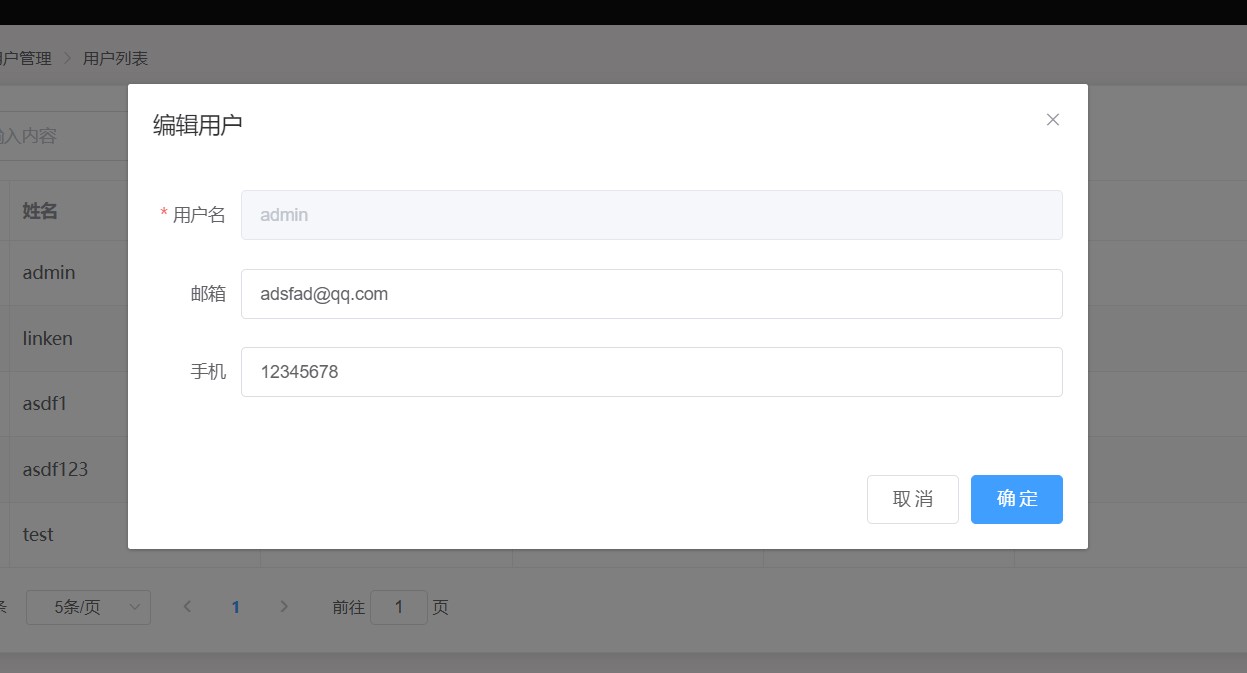 户管理 > 用户列表
编辑用户
入内容
* 用户名 admin
姓名
admin
邮箱 adsfad@qq.com
linken
手机 12345678
asdf1
asdf123
取消 确定
test
条 5条/页 < 1 > 前往 1 页